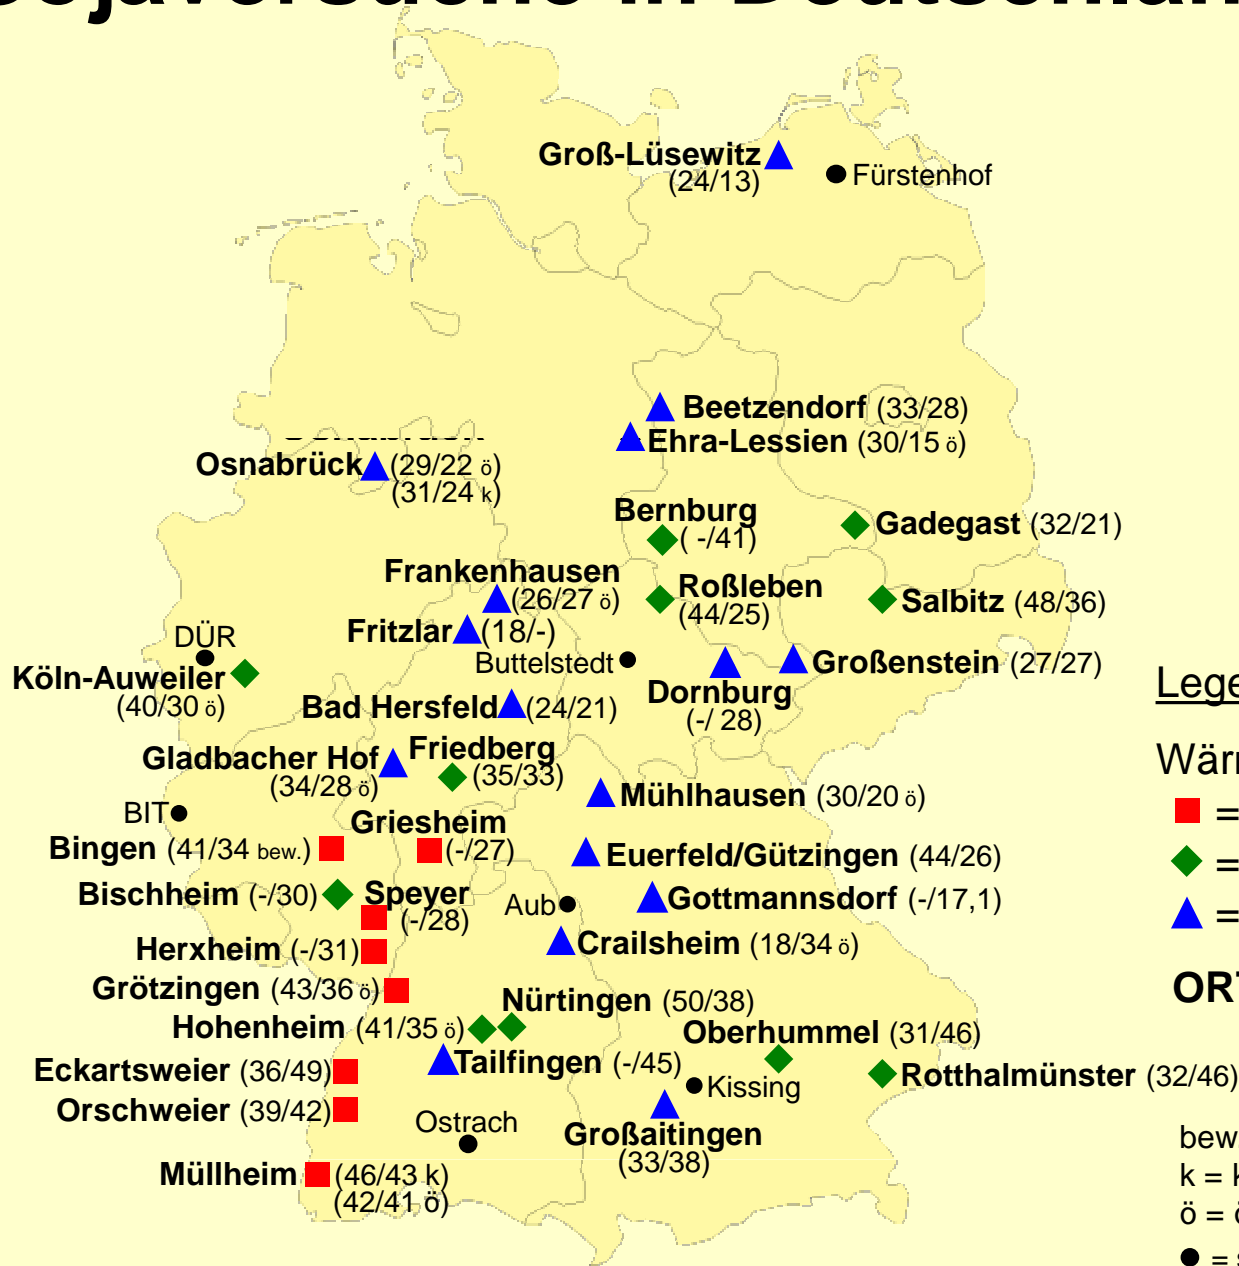 in
Groß-Lüsewitz
(24/13)
Fürstenhof
Beetzendorf (33/28)
Ehra-Lessien (30/15 ö)
Osnabrück (29/22 ö)
(31/24 k)
Bernburg
( -/41)
Gadegast (32/21)
Frankenhausen
(26/27 ö)
Roßleben
(44/25)
Salbitz (48/36)
Fritzlar (18/-)
DÜR
Buttelstedt
Großenstein (27/27)
Köln-Auweiler
(40/30 ö)
Dornburg
(-/ 28)
Bad Hersfeld (24/21)
Lege
Gladbacher Hof
(34/28 ö)
Friedberg
(35/33)
Wärm
Mühlhausen (30/20 ö)
BIT
=
Griesheim
(-/27)
Bingen (41/34 bew.)
Euerfeld/Gützingen (44/26)
=
Bischheim (-/30)
Speyer
(-/28)
Aub
Gottmannsdorf (-/17,1)
=
Herxheim (-/31)
Crailsheim (18/34 ö)
Grötzingen (43/36 ö)
ORT
Nürtingen (50/38)
Hohenheim (41/35 ö)
Oberhummel (31/46)
Tailfingen (-/45)
Eckartsweier (36/49)
Rotthalmünster (32/46)
Kissing
Orschweier (39/42)
Ostrach
Großaitingen
(33/38)
bew.
Müllheim (46/43 k)
(42/41 ö)
k = k
ö = ö
= s